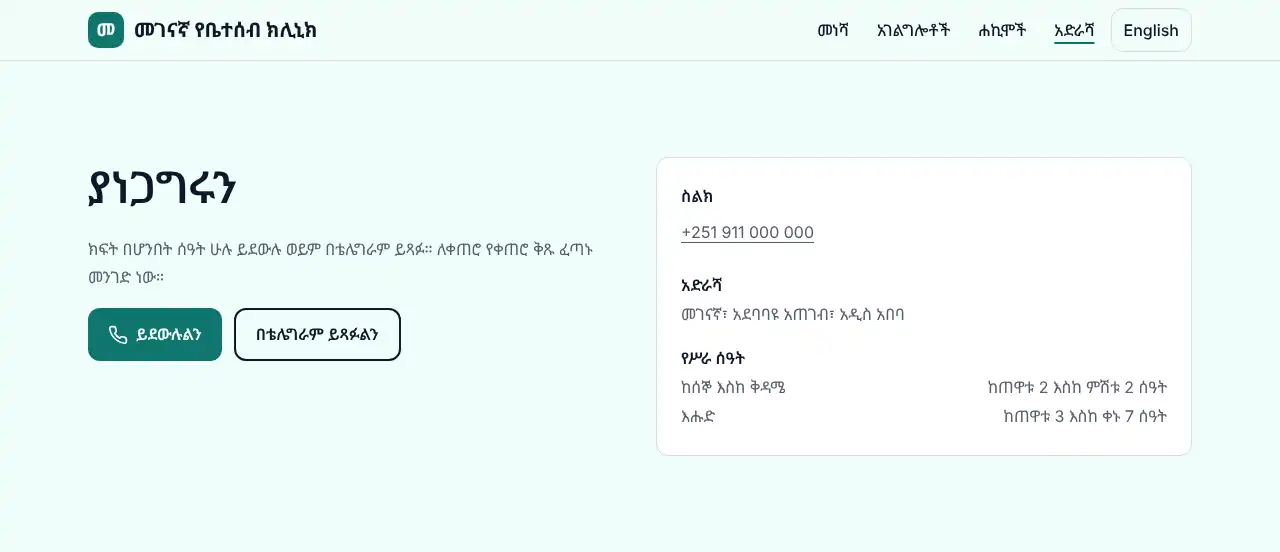 መ መገናኛ የቤተሰብ ክሊኒክ
መነሻ አገልግሎቶች ሐኪሞች አድራሻ English
ያነጋግሩን
ክፍት በሆንበት ሰዓት ሁሉ ይደውሉ ወይም በቴሌግራም ይጻፉ። ለቀጠሮ የቀጠሮ ቅጹ ፈጣኑ
መንገድ ነው።
ይደውሉልን
በቴሌግራም ይጻፉልን
ስልክ
+251 911 000 000
አድራሻ
መገናኛ፣ አደባባዩ አጠገብ፣ አዲስ አበባ
የሥራ ሰዓት
ከሰኞ እስከ ቅዳሜ ከጠዋቱ 2 እስከ ምሽቱ 2 ሰዓት
እሑድ ከጠዋቱ 3 እስከ ቀኑ 7 ሰዓት